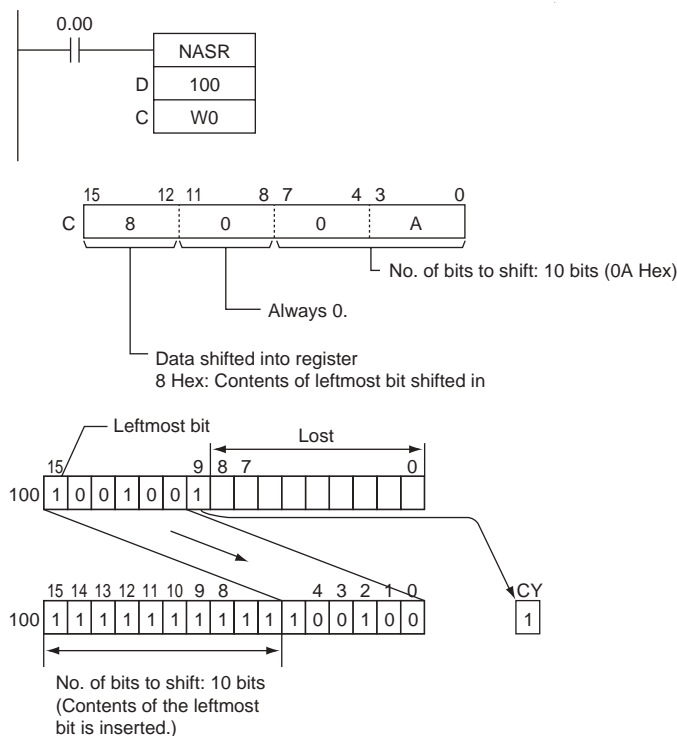 0.00
NASR
D 100
C W0
15 12 11 8 7 4 3 0
C 8 0 0 A
No. of bits to shift: 10 bits (0A Hex)
Always 0.
Data shifted into register
8 Hex: Contents of leftmost bit shifted in
Leftmost bit
Lost
15 9 8 7 0
100 1 0 0 1 0 0 1
15 14 13 12 11 10 9 8 4 3 2 1 0 CY
100 1 1 1 1 1 1 1 1 1 1 1 0 0 1 0 0 1
No. of bits to shift: 10 bits
(Contents of the leftmost
bit is inserted.)